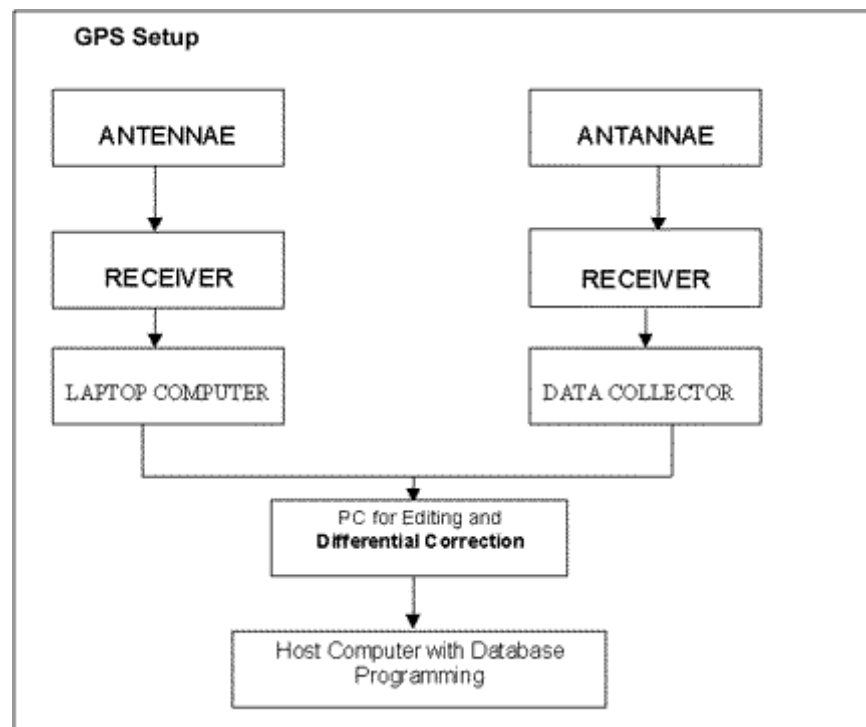 GPS Setup
ANTENNAE
ANTANNAE
RECEIVER
RECEIVER
LAPTOP COMPUTER
DATA COLLECTOR
PC for Editing and
Differential Correction
Host Computer with Database
Programming